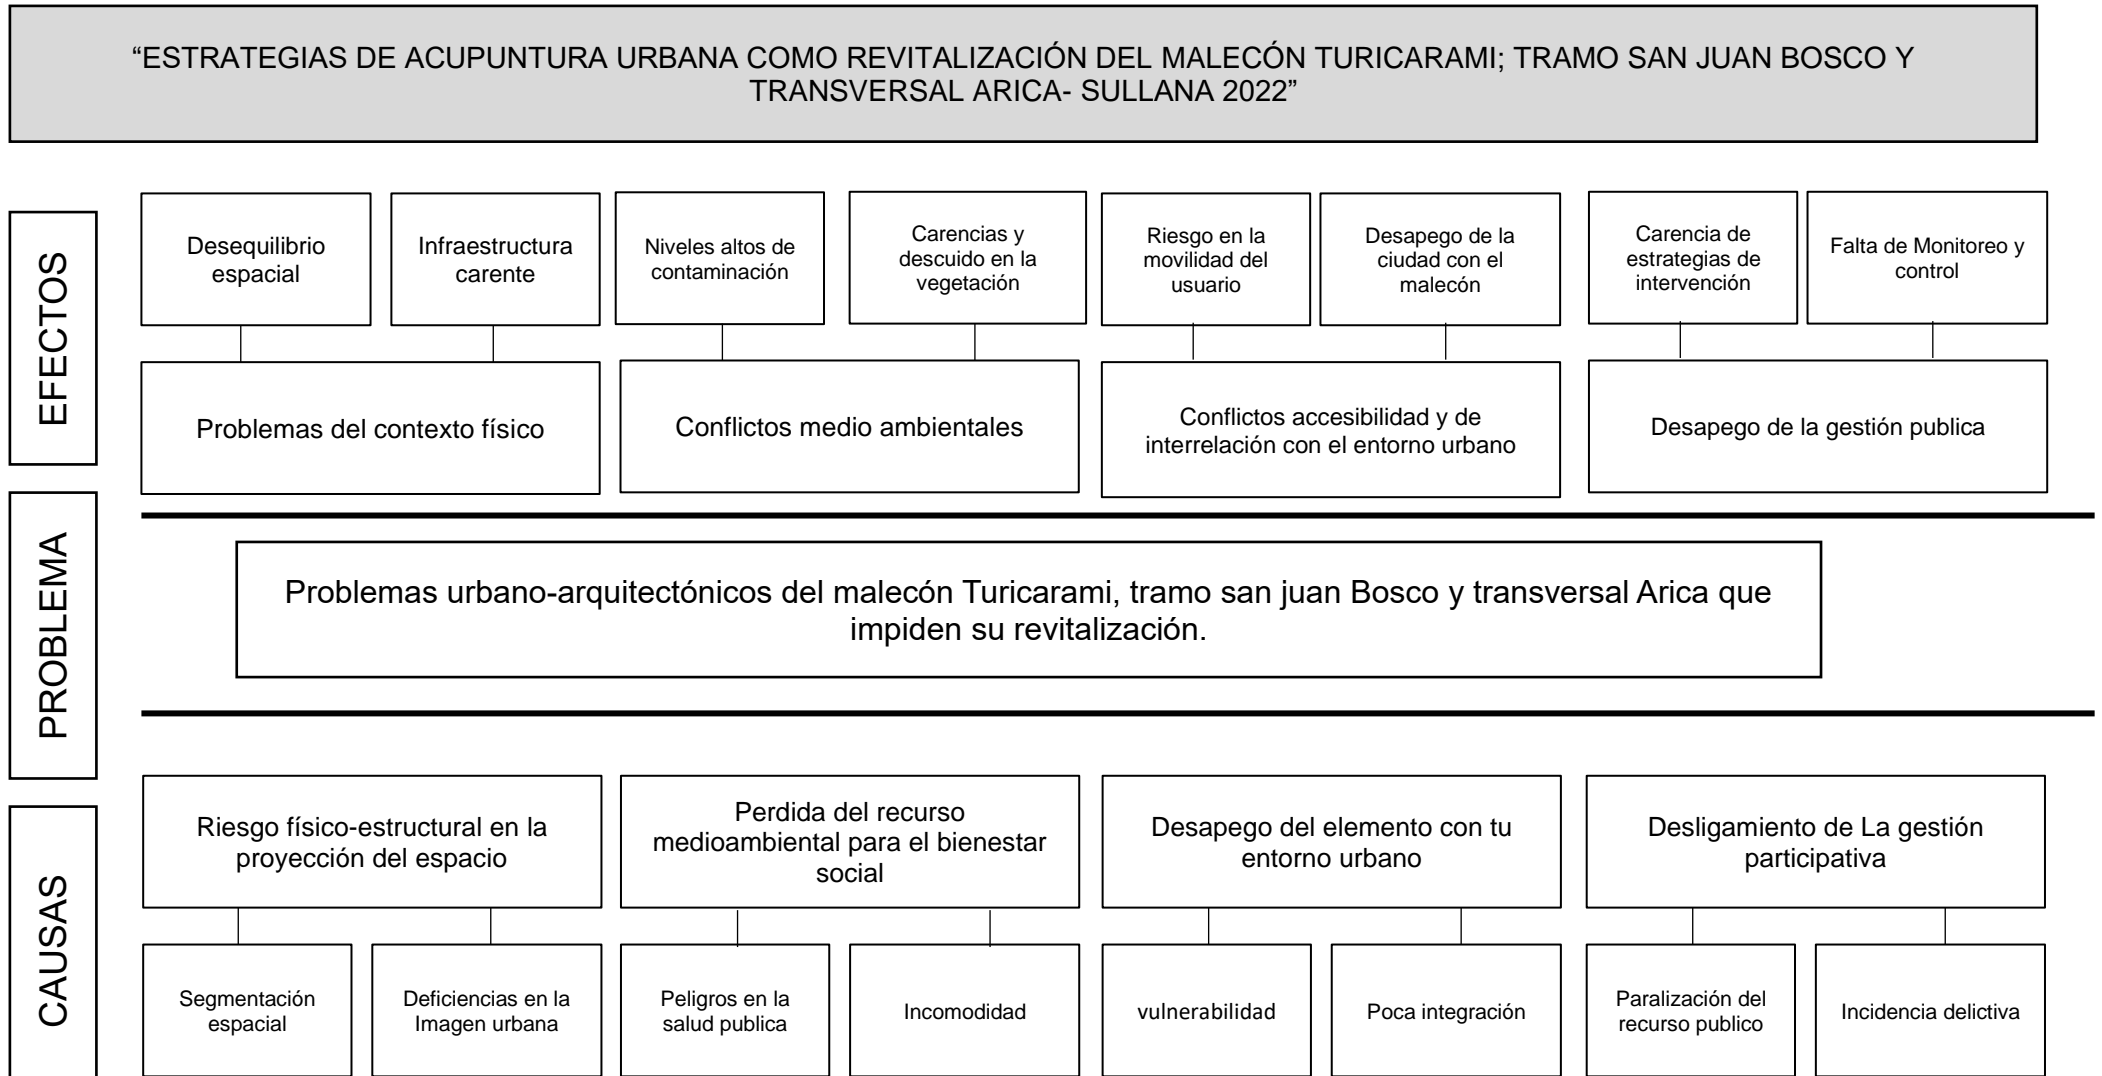 “ESTRATEGIAS DE ACUPUNTURA URBANA COMO REVITALIZACIÓN DEL MALECÓN TURICARAMI; TRAMO SAN JUAN BOSCO Y
TRANSVERSAL ARICA- SULLANA 2022”
EFECTOS
Desequilibrio
espacial
Infraestructura
carente
Niveles altos de
contaminación
Carencias y
descuido en la
vegetación
Riesgo en la
movilidad del
usuario
Desapego de la
ciudad con el
malecón
Carencia de
estrategias de
intervención
Falta de Monitoreo y
control
Problemas del contexto físico
Conflictos medio ambientales
Conflictos accesibilidad y de
interrelación con el entorno urbano
Desapego de la gestión publica
PROBLEMA
Problemas urbano-arquitectónicos del malecón Turicarami, tramo san juan Bosco y transversal Arica que
impiden su revitalización.
CAUSAS
Riesgo físico-estructural en la
proyección del espacio
Perdida del recurso
medioambiental para el bienestar
social
Desapego del elemento con tu
entorno urbano
Desligamiento de La gestión
participativa
Segmentación
espacial
Deficiencias en la
Imagen urbana
Peligros en la
salud publica
Incomodidad
vulnerabilidad
Poca integración
Paralización del
recurso publico
Incidencia delictiva